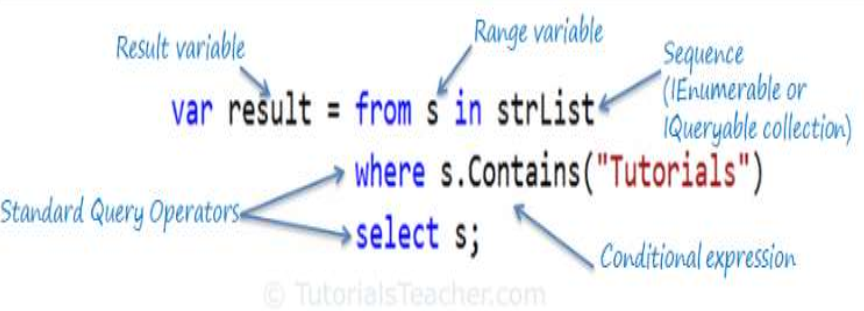 Result variable
Range variable
Sequence
(IEnumerable or
IQueryable collection)
var result = from s in strList
where s.Contains("Tutorials")
Standard Query Operators
select s;
Conditional expression
© TutorialsTeacher.com